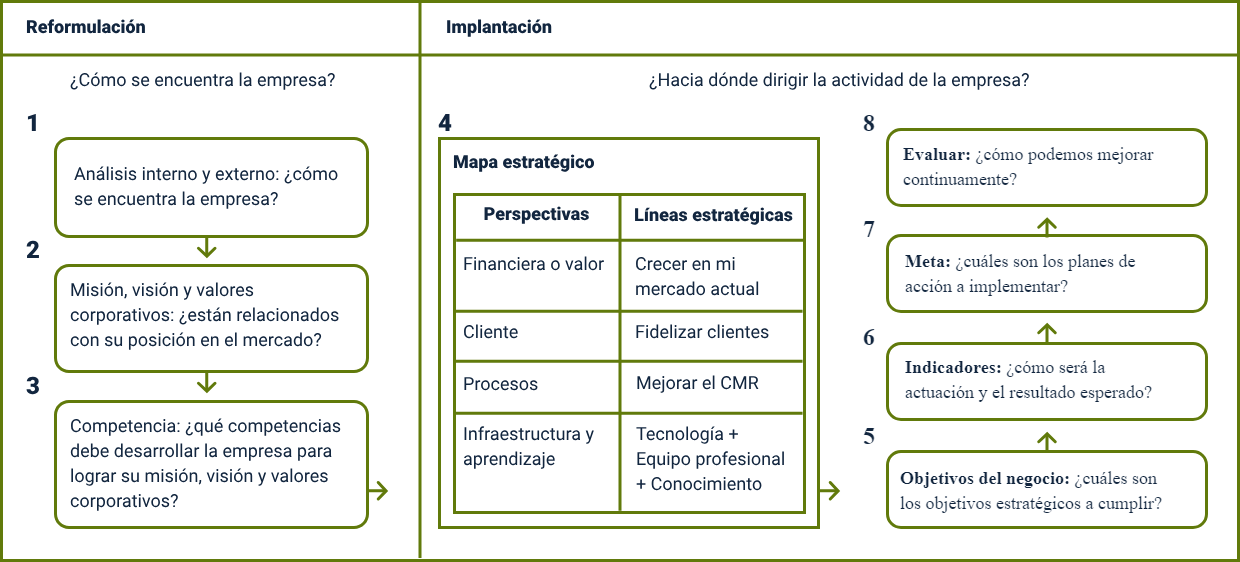 Reformulación
¿Cómo se encuentra la empresa?
1
Análisis interno y externo: ¿cómo
se encuentra la empresa?
2
Misión, visión y valores
corporativos: ¿están relacionados
con su posición en el mercado?
3
Competencia: ¿qué competencias
debe desarrollar la empresa para
lograr su misión, visión y valores
corporativos?
Implantación
¿Hacia dónde dirigir la actividad de la empresa?
4
Mapa estratégico
Perspectivas
Líneas estratégicas
Financiera o valor
Crecer en mi
mercado actual
Cliente
Fidelizar clientes
Procesos
Mejorar el CMR
Infraestructura y
aprendizaje
Tecnología +
Equipo profesional
+ Conocimiento
8
Evaluar: ¿cómo podemos mejorar
continuamente?
7
Meta: ¿cuáles son los planes de
acción a implementar?
6
Indicadores: ¿cómo será la
actuación y el resultado esperado?
5
Objetivos del negocio: ¿cuáles son
los objetivos estratégicos a cumplir?